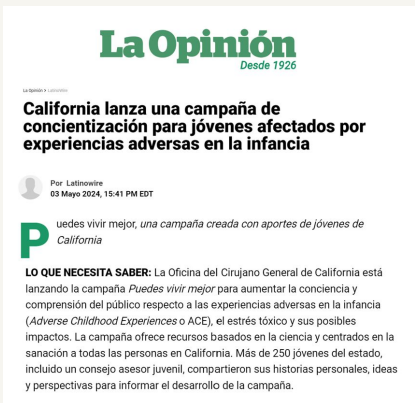 La Opinión
Desde 1926
La Opinión > Latinowire
California lanza una campaña de
concientización para jóvenes afectados por
experiencias adversas en la infancia
Por Latinowire
03 Mayo 2024, 15:41 PM EDT
Puedes vivir mejor, una campaña creada con aportes de jóvenes de
California
LO QUE NECESITA SABER: La Oficina del Cirujano General de California está
lanzando la campaña Puedes vivir mejor para aumentar la conciencia y
comprensión del público respecto a las experiencias adversas en la infancia
(Adverse Childhood Experiences o ACE), el estrés tóxico y sus posibles
impactos. La campaña ofrece recursos basados en la ciencia y centrados en la
sanación a todas las personas en California. Más de 250 jóvenes del estado,
incluido un consejo asesor juvenil, compartieron sus historias personales, ideas
y perspectivas para informar el desarrollo de la campaña.